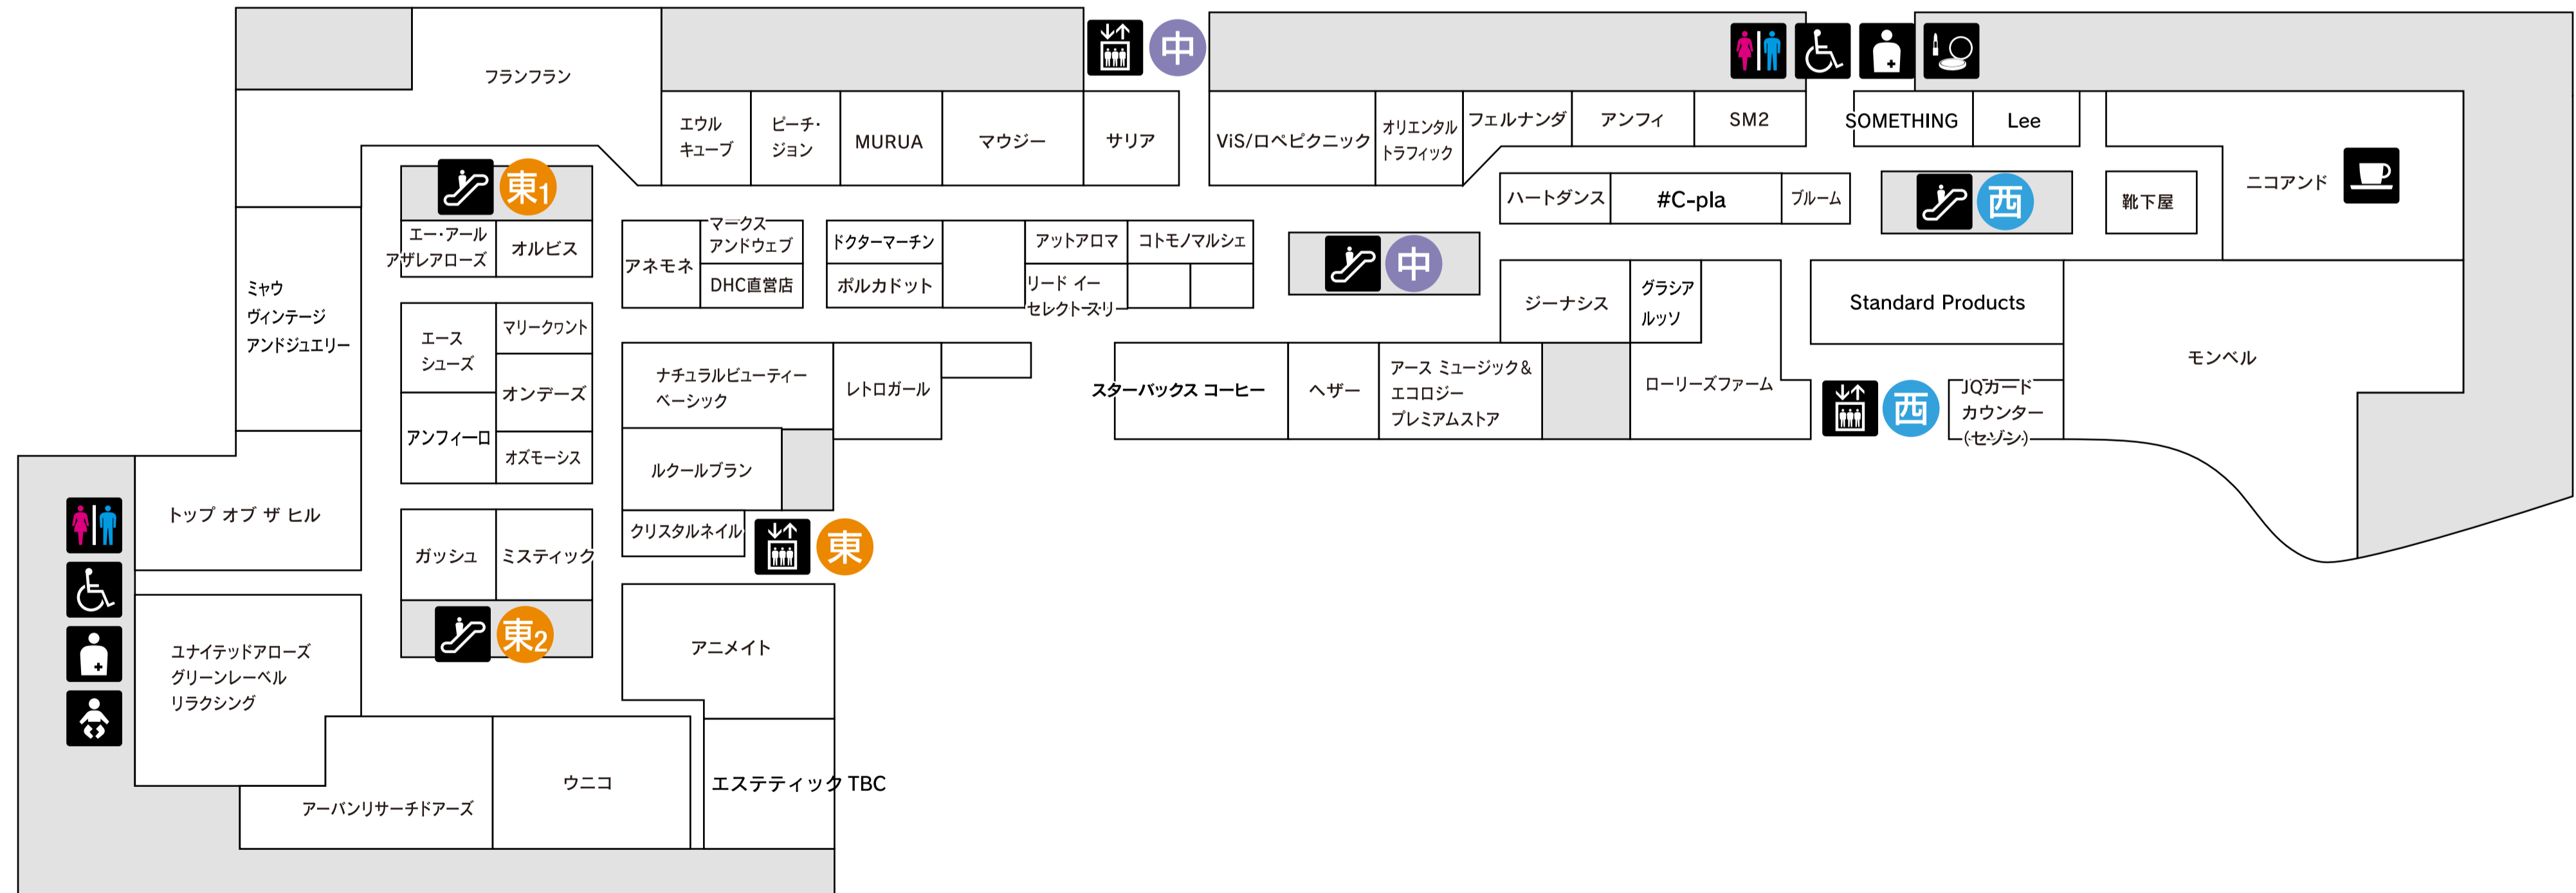 中
フランフラン
エウル
キューブ
ピーチ・
ジョン
MURUA
マウジー
サリア
ViS/ロペピクニック
オリエンタル
トラフィック
フェルナンダ
アンフィ
SM2
SOMETHING
Lee
ニコアンド
東1
エー・アール
アザレアローズ
オルビス
アネモネ
マークス
アンドウェブ
DHC直営店
ドクターマーチン
ポルカドット
アットアロマ
コトモノマルシェ
リード イー
セレクトースリー
中
ハートダンス
#C-pla
ブルーム
西
靴下屋
ミャウ
ヴィンテージ
アンドジュエリー
エース
シューズ
マリークヮント
オンデーズ
アンフィーロ
オズモーシス
ナチュラルビューティー
ベーシック
レトロガール
スターバックス コーヒー
ヘザー
アース ミュージック&
エコロジー
プレミアムストア
ジーナシス
グラシア
ルッソ
ローリーズファーム
Standard Products
モンベル
西
JQカード
カウンター
(セゾン)
トップ オブ ザ ヒル
ルクールブラン
クリスタルネイル
東
ガッシュ
ミスティック
東2
アニメイト
ユナイテッドアローズ
グリーンレーベル
リラクシング
アーバンリサーチドアーズ
ウニコ
エステティック TBC